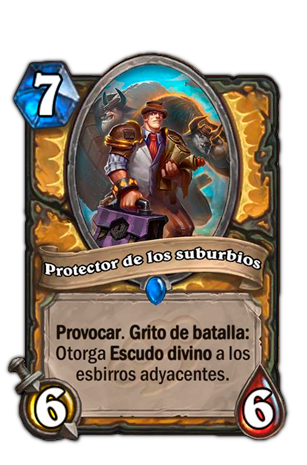 7
Protector de los suburbios
Provocar. Grito de batalla:
Otorga Escudo divino a los
esbirros adyacentes.
6
6